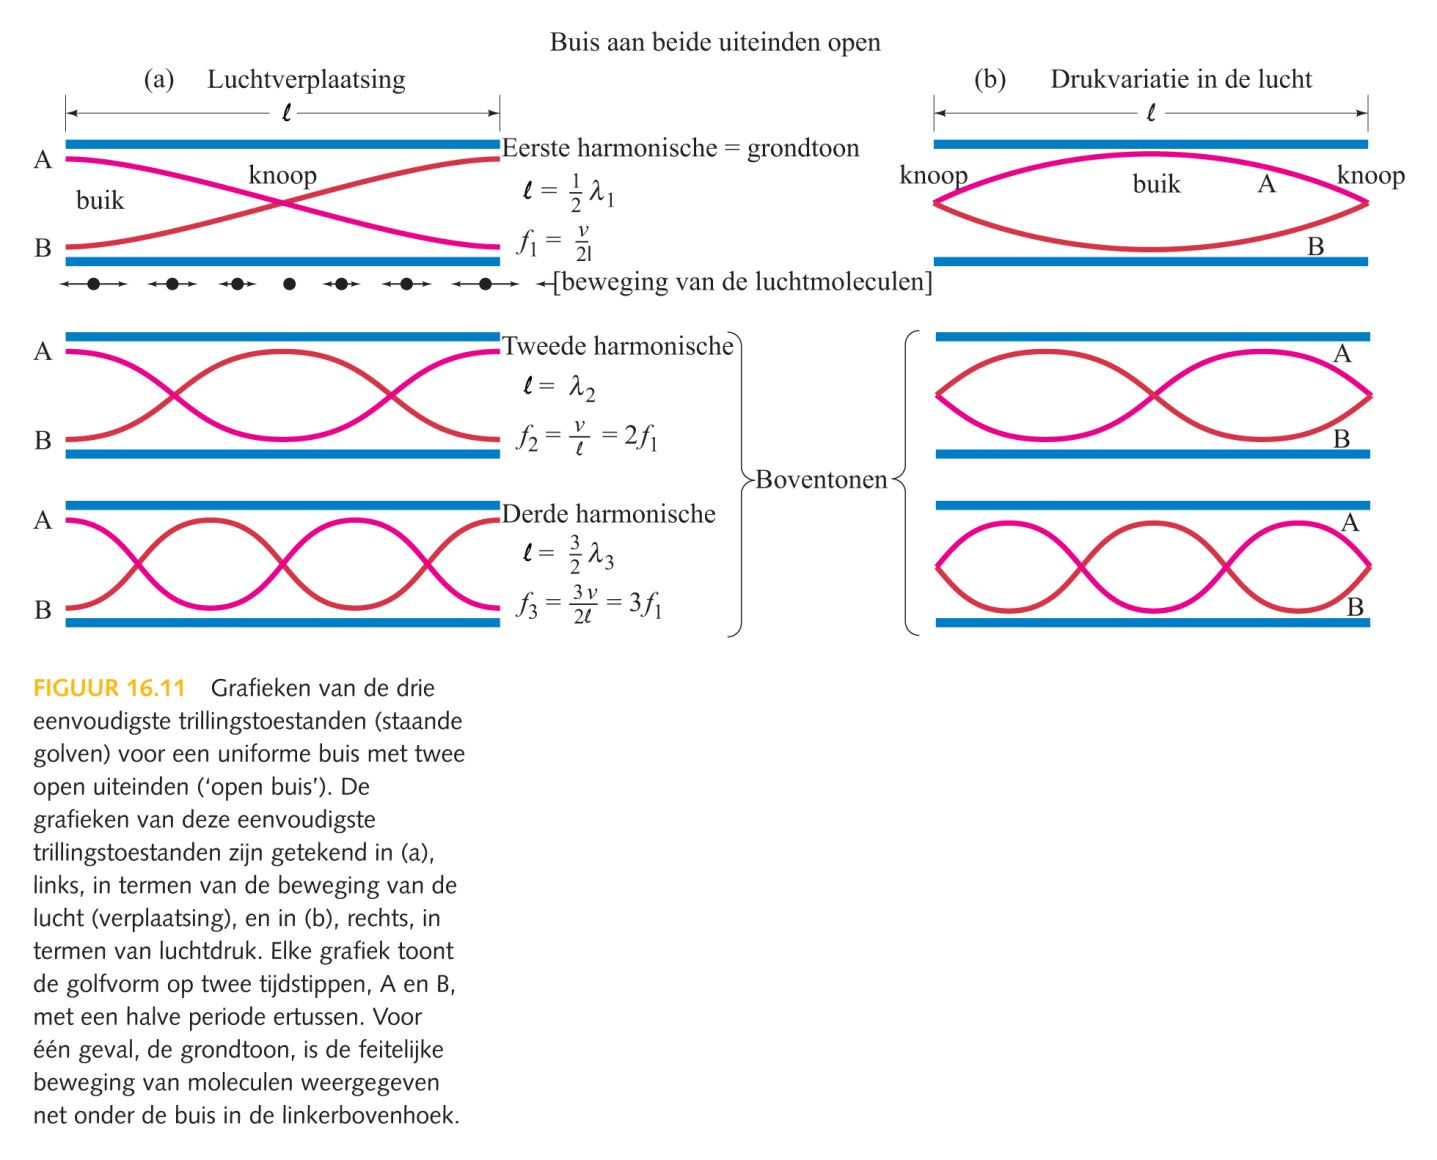 Buis aan beide uiteinden open
(a) Luchtverplaatsing
(b) Drukvariatie in de lucht
ℓ
ℓ
A
B
buik
knoop
Eerste harmonische = grondtoon
ℓ = 1/2 λ₁
f₁ = v/2l
[beweging van de luchtmoleculen]
knoop
buik
A
knoop
B
A
B
Tweede harmonische
ℓ = λ₂
f₂ = v/ℓ = 2f₁
A
B
A
B
Derde harmonische
ℓ = 3/2 λ₃
f₃ = 3v/2ℓ = 3f₁
Boventonen
A
B
FIGUUR 16.11 Grafieken van de drie
eenvoudigste trillingstoestanden (staande
golven) voor een uniforme buis met twee
open uiteinden (‘open buis’). De
grafieken van deze eenvoudigste
trillingstoestanden zijn getekend in (a),
links, in termen van de beweging van de
lucht (verplaatsing), en in (b), rechts, in
termen van luchtdruk. Elke grafiek toont
de golfvorm op twee tijdstippen, A en B,
met een halve periode ertussen. Voor
één geval, de grondtoon, is de feitelijke
beweging van moleculen weergegeven
net onder de buis in de linkerbovenhoek.